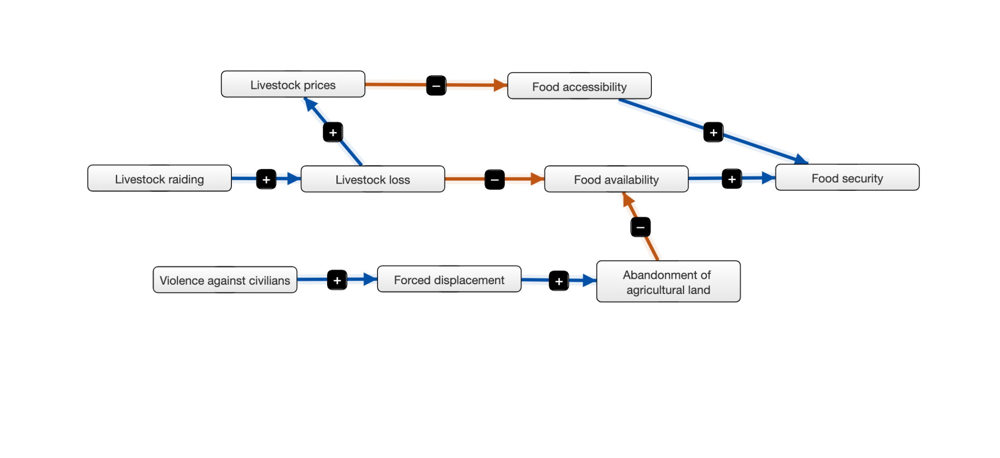 Livestock prices
−
Food accessibility
+
+
Livestock raiding
+
Livestock loss
−
Food availability
+
Food security
−
Violence against civilians
+
Forced displacement
+
Abandonment of
agricultural land